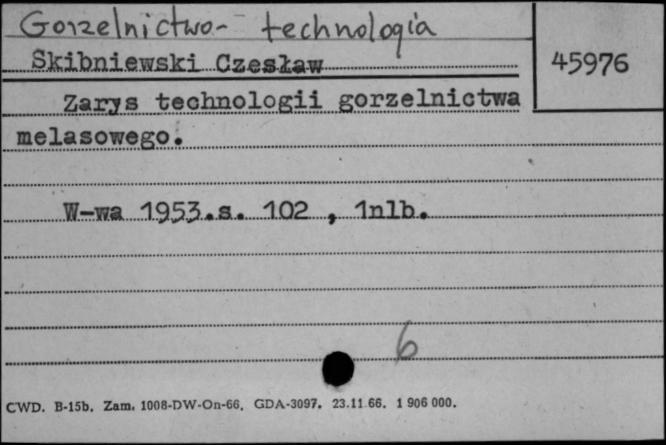 Gorzelnictwo- technologia
Skibniewski Czesław
45976
Zarys technologii gorzelnictwa
melasowego.
W-wa 1953.s. 102 , 1nlb.
6
CWD. B-15b. Zam. 1008-DW-On-66. GDA-3097. 23.11.66. 1 906 000.